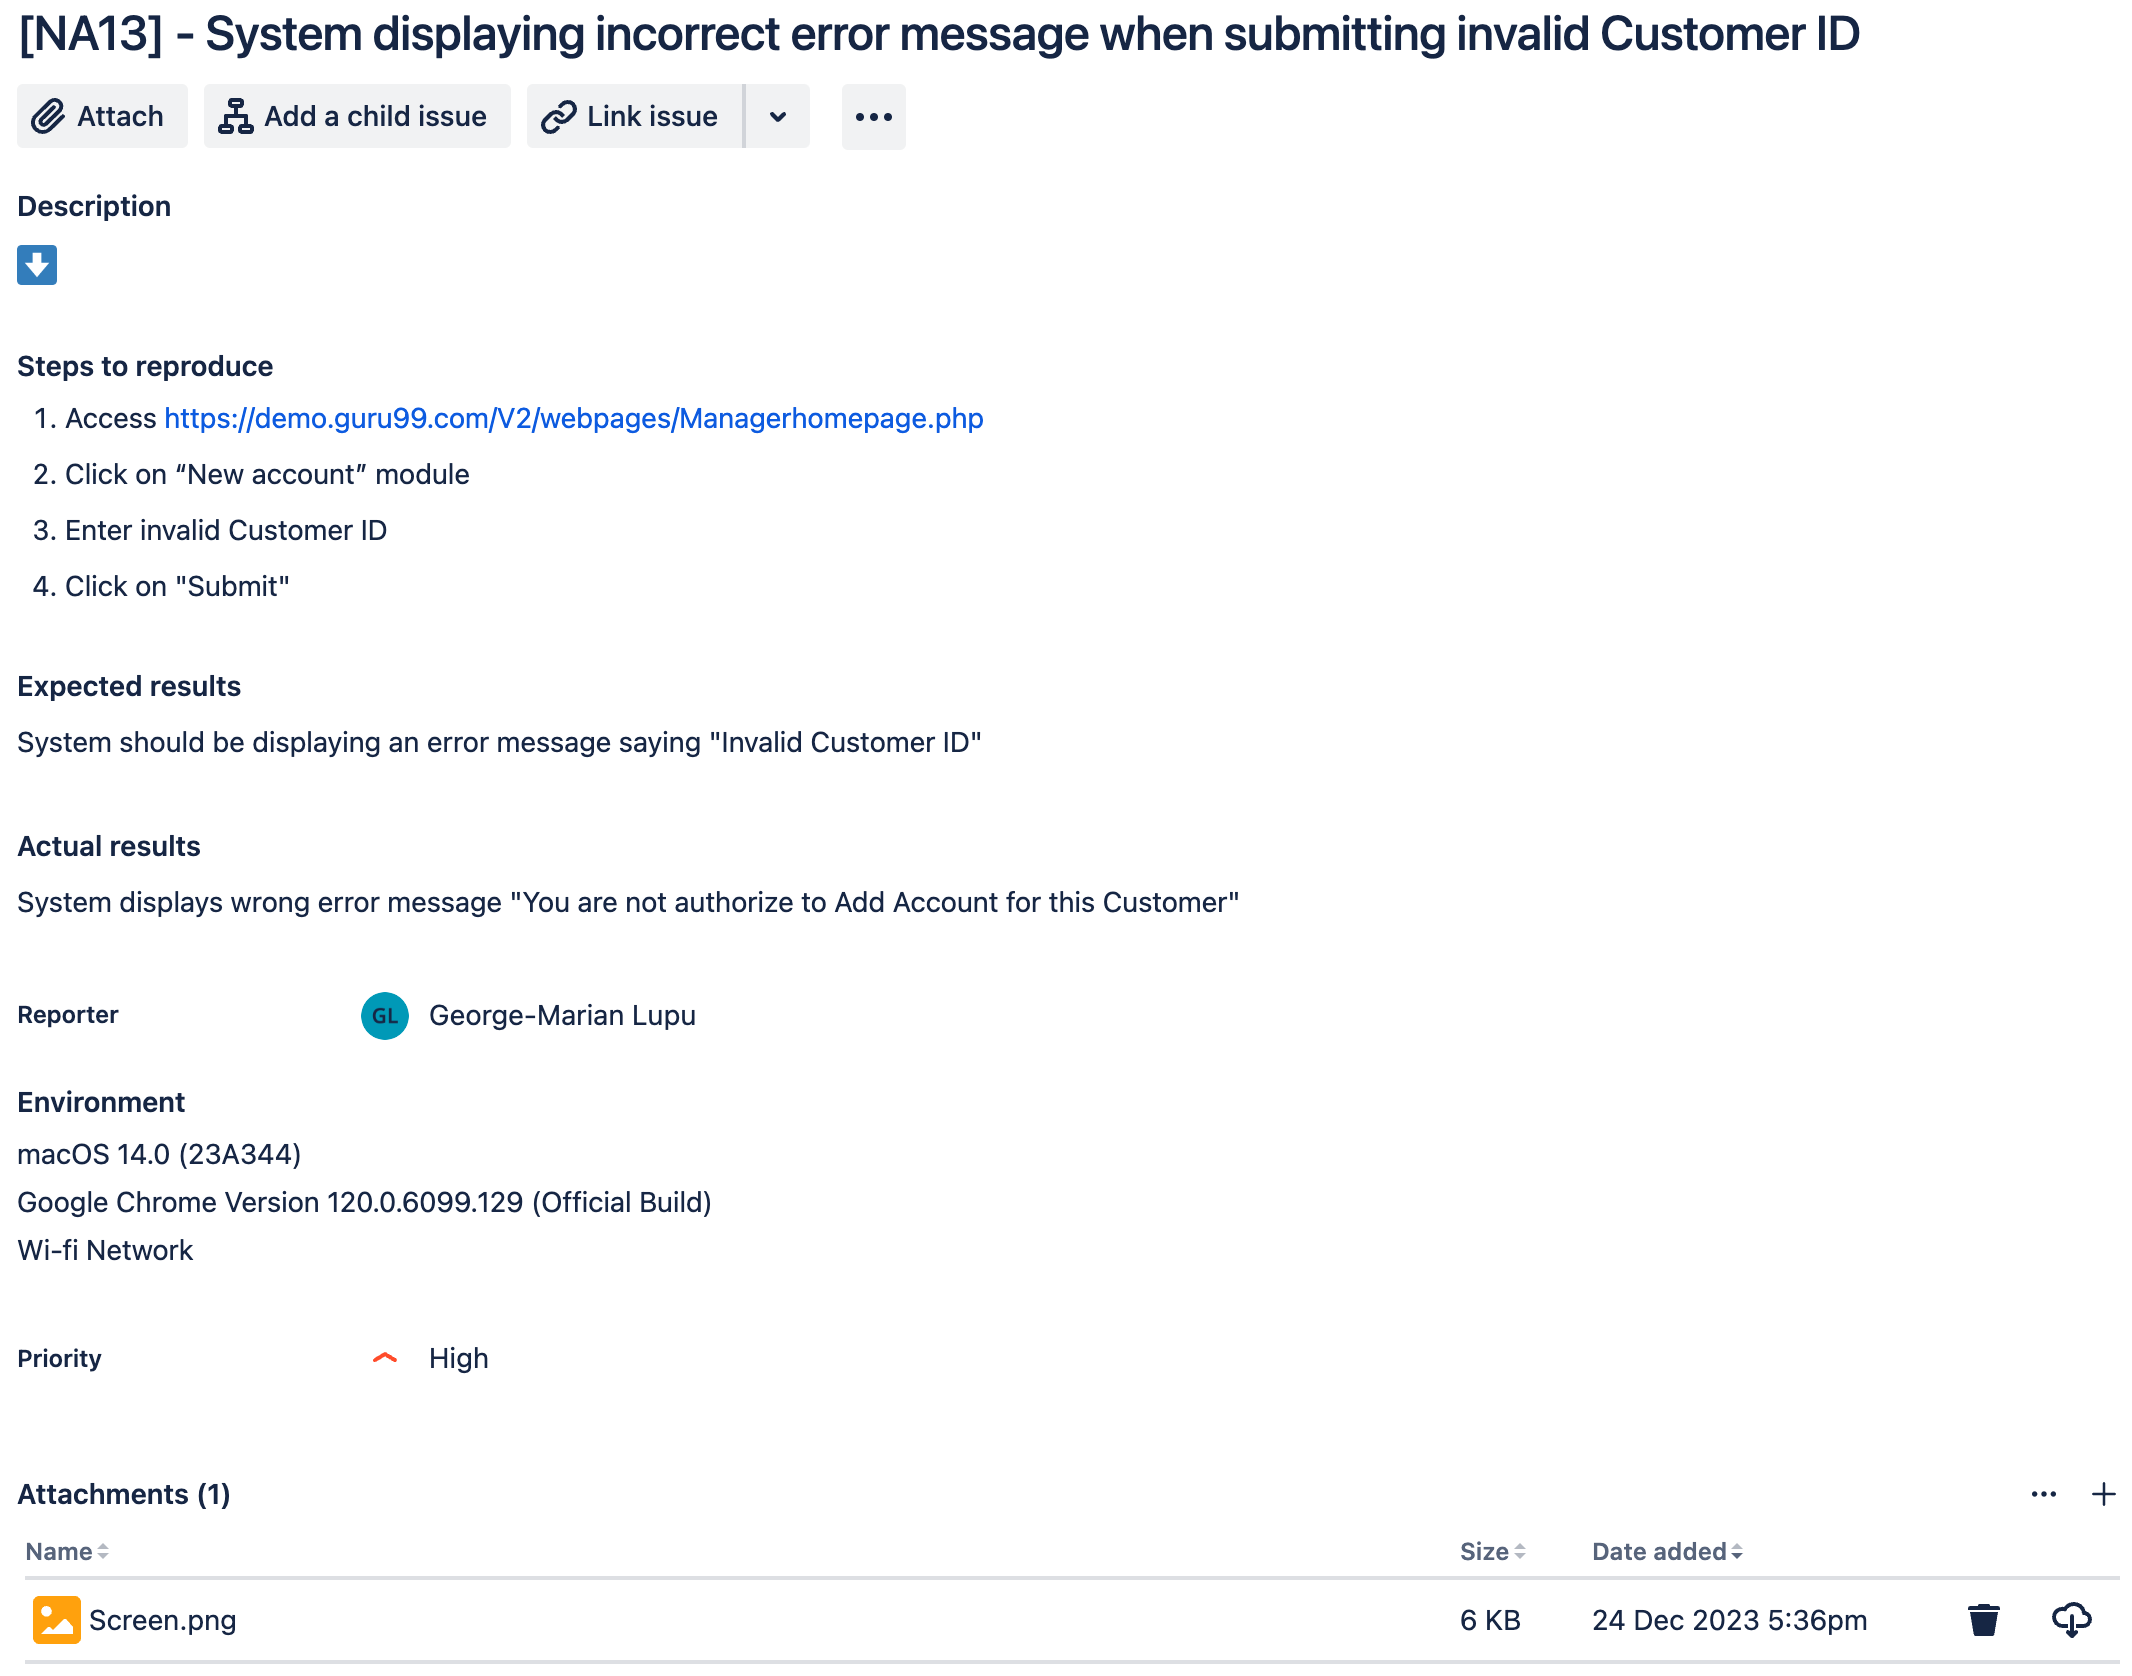 [NA13] - System displaying incorrect error message when submitting invalid Customer ID
Attach
Add a child issue
Link issue
Description
Steps to reproduce
1. Access https://demo.guru99.com/V2/webpages/Managerhomepage.php
2. Click on “New account” module
3. Enter invalid Customer ID
4. Click on "Submit"
Expected results
System should be displaying an error message saying "Invalid Customer ID"
Actual results
System displays wrong error message "You are not authorize to Add Account for this Customer"
Reporter GL George-Marian Lupu
Environment
macOS 14.0 (23A344)
Google Chrome Version 120.0.6099.129 (Official Build)
Wi-fi Network
Priority High
Attachments (1)
Name Size Date added
Screen.png 6 KB 24 Dec 2023 5:36pm